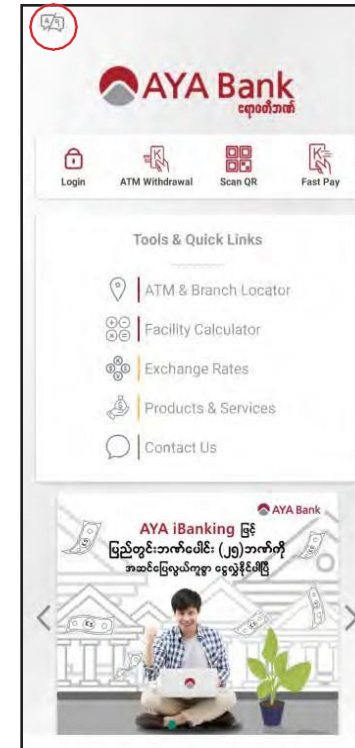 AYA Bank
ဧရာဝတီဘဏ်
Login ATM Withdrawal Scan QR Fast Pay
Tools & Quick Links
ATM & Branch Locator
Facility Calculator
Exchange Rates
Products & Services
Contact Us
AYA Bank
AYA iBanking ဖြင့်
ပြည်တွင်းဘဏ်ပေါင်း (၂၅)ဘဏ်ကို
အဆင်ပြေလွယ်ကူစွာ ငွေလွှဲနိုင်ပါပြီ